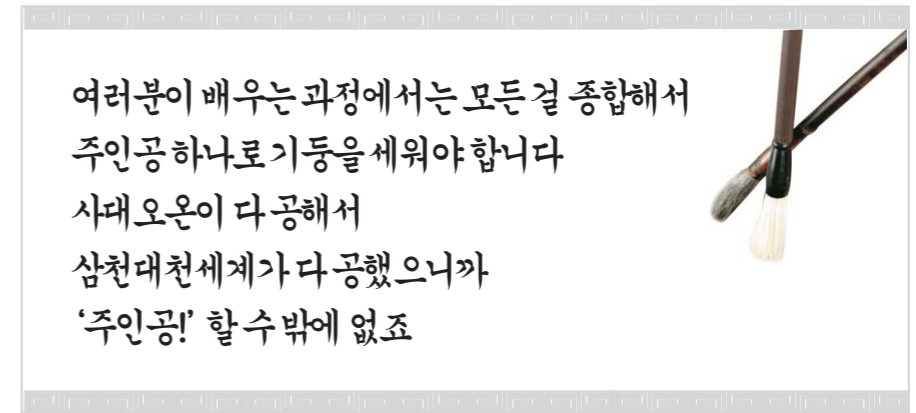 여러분이 배우는 과정에서는 모든 걸 종합해서
주인공 하나로 기둥을 세워야 합니다
사대 오온이 다 공해서
삼천대천세계가 다 공했으니까
‘주인공!’ 할 수 밖에 없죠